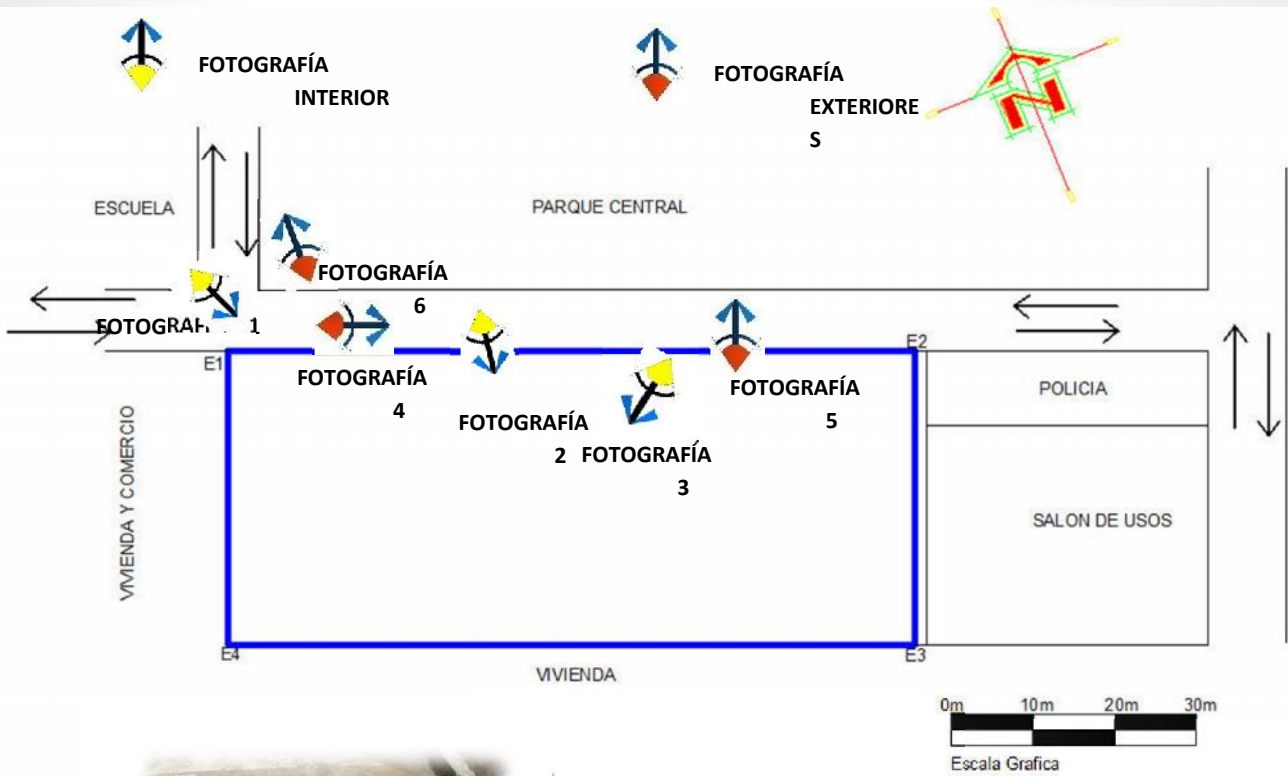 FOTOGRAFÍA
INTERIOR
FOTOGRAFÍA
EXTERIORE
S
N
ESCUELA
PARQUE CENTRAL
FOTOGRAFÍA
6
1
E1
E2
FOTOGRAFÍA
4
FOTOGRAFÍA
2
FOTOGRAFÍA
3
FOTOGRAFÍA
5
POLICIA
VIVIENDA Y COMERCIO
SALON DE USOS
E4
E3
VIVIENDA
0m 10m 20m 30m
Escala Grafica